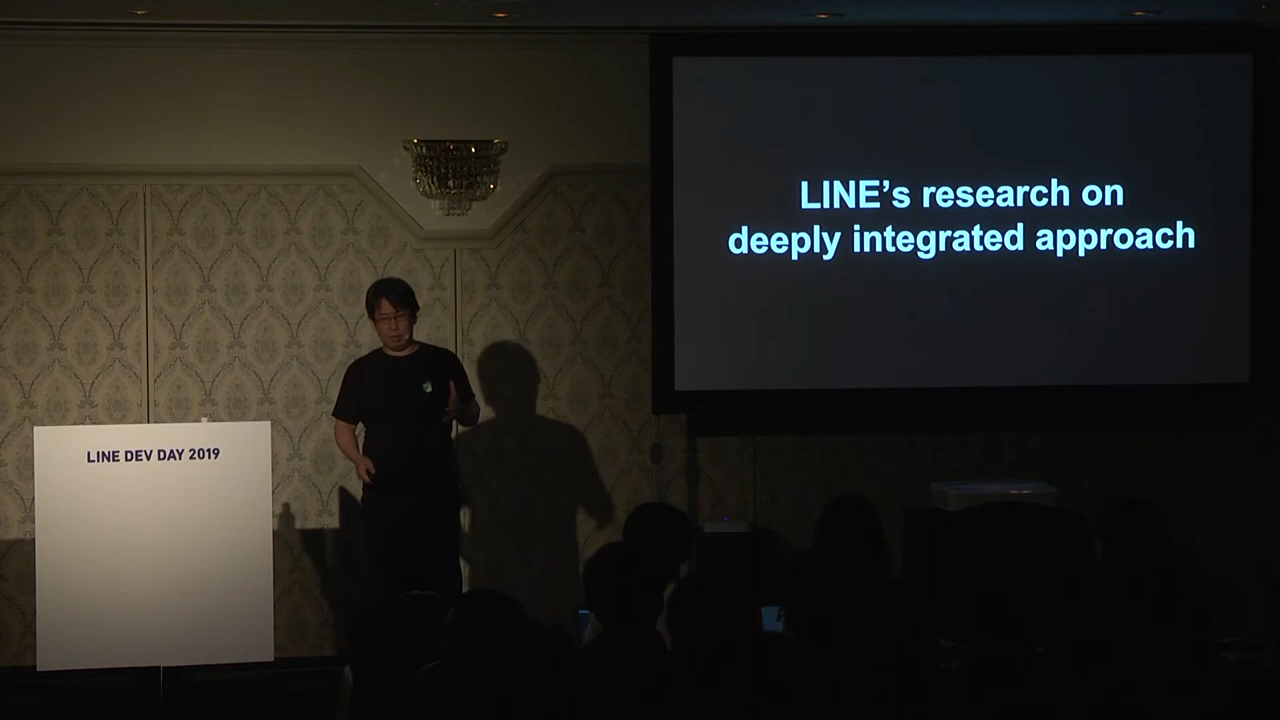 LINE’s research on
deeply integrated approach
LINE DEV DAY 2019